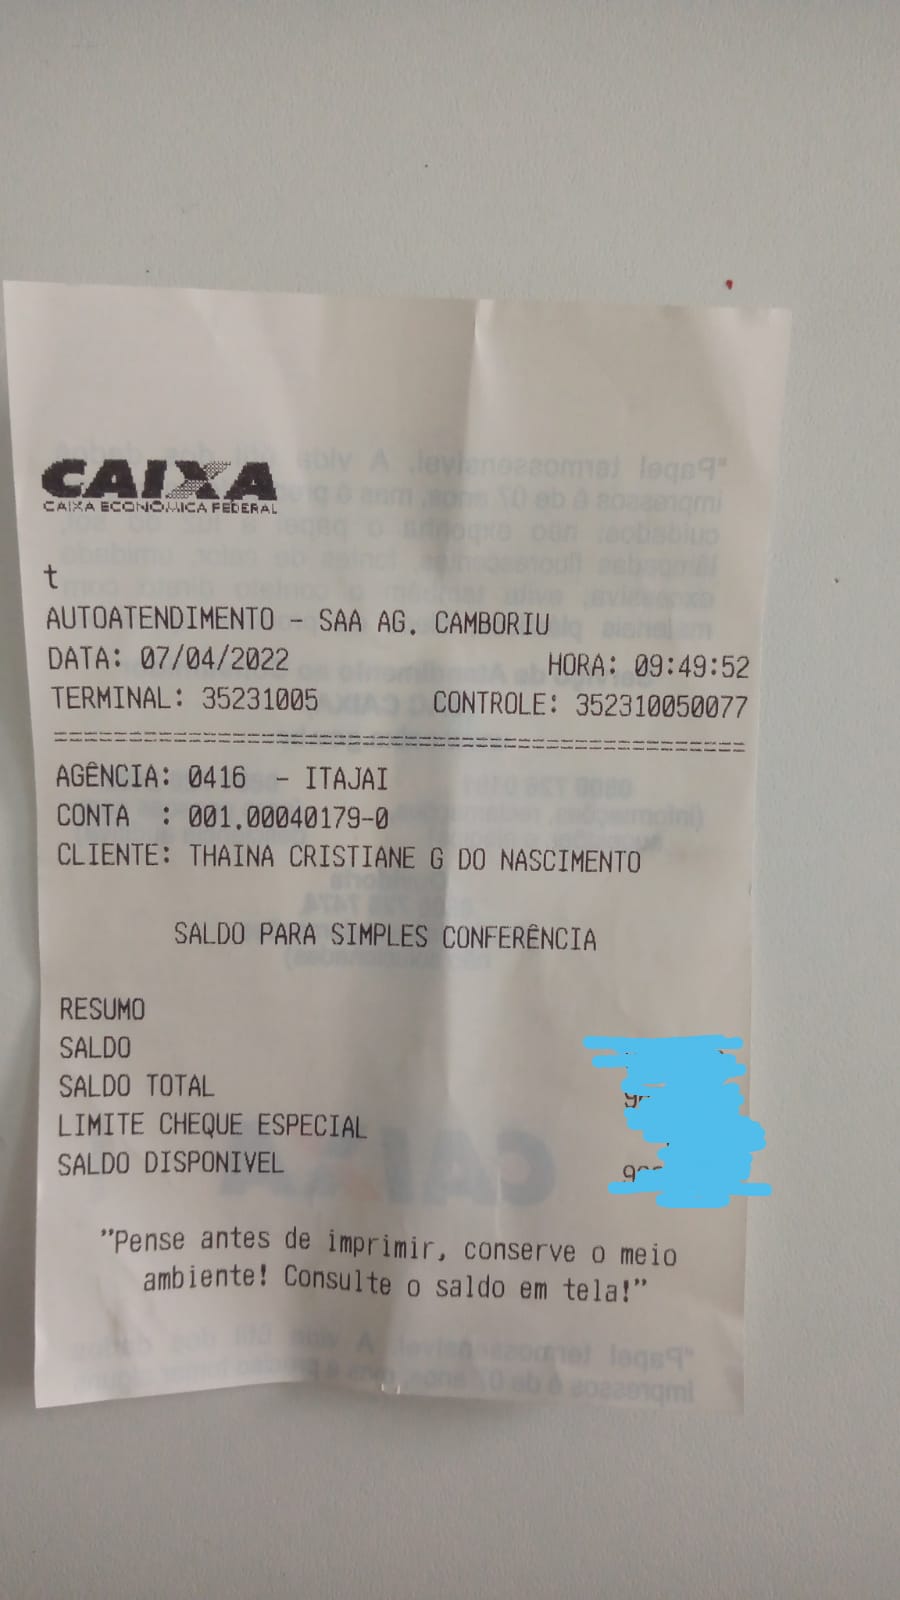 CAIXA
CAIXA ECONOMICA FEDERAL
t
AUTOATENDIMENTO - SAA AG. CAMBORIU
DATA: 07/04/2022 HORA: 09:49:52
TERMINAL: 35231005 CONTROLE: 352310050077
AGÊNCIA: 0416 - ITAJAI
CONTA : 001.00040179-0
CLIENTE: THAINA CRISTIANE G DO NASCIMENTO
SALDO PARA SIMPLES CONFERÊNCIA
RESUMO
SALDO
SALDO TOTAL
LIMITE CHEQUE ESPECIAL
SALDO DISPONIVEL
"Pense antes de imprimir, conserve o meio
ambiente! Consulte o saldo em tela!"